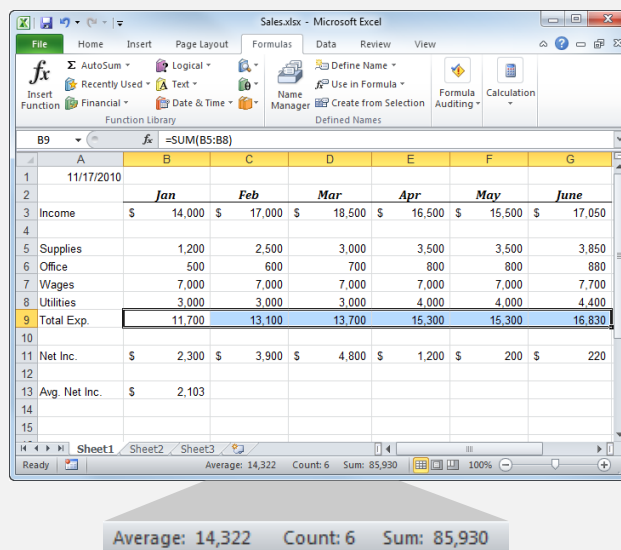 Sales.xlsx - Microsoft Excel
File Home Insert Page Layout Formulas Data Review View
Σ AutoSum Logical Define Name
fx Recently Used A Text θ fx Use in Formula
Insert Function Financial Date & Time Name Manager Create from Selection Formula Auditing Calculation
Function Library Defined Names
B9 fx =SUM(B5:B8)
A B C D E F G
1 11/17/2010
2 Jan Feb Mar Apr May June
3 Income $ 14,000 $ 17,000 $ 18,500 $ 16,500 $ 15,500 $ 17,050
4
5 Supplies 1,200 2,500 3,000 3,500 3,500 3,850
6 Office 500 600 700 800 800 880
7 Wages 7,000 7,000 7,000 7,000 7,000 7,700
8 Utilities 3,000 3,000 3,000 4,000 4,000 4,400
9 Total Exp. 11,700 13,100 13,700 15,300 15,300 16,830
10
11 Net Inc. $ 2,300 $ 3,900 $ 4,800 $ 1,200 $ 200 $ 220
12
13 Avg. Net Inc. $ 2,103
14
15
Sheet1 Sheet2 Sheet3
Ready Average: 14,322 Count: 6 Sum: 85,930 100%
Average: 14,322 Count: 6 Sum: 85,930